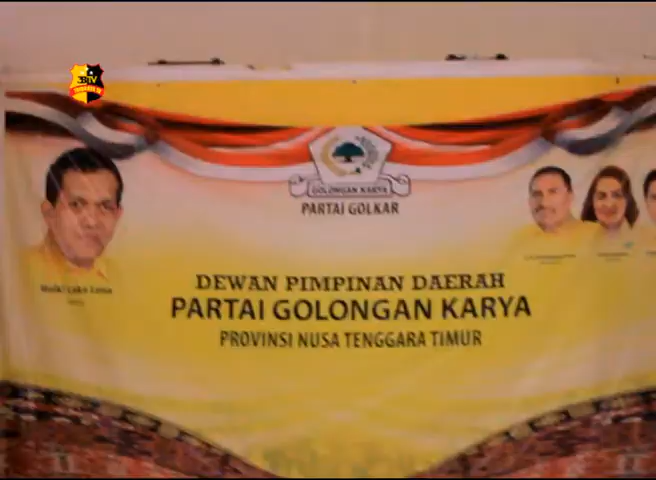 GOLONGAN KARYA
PARTAI GOLKAR
DEWAN PIMPINAN DAERAH
PARTAI GOLONGAN KARYA
PROVINSI NUSA TENGGARA TIMUR